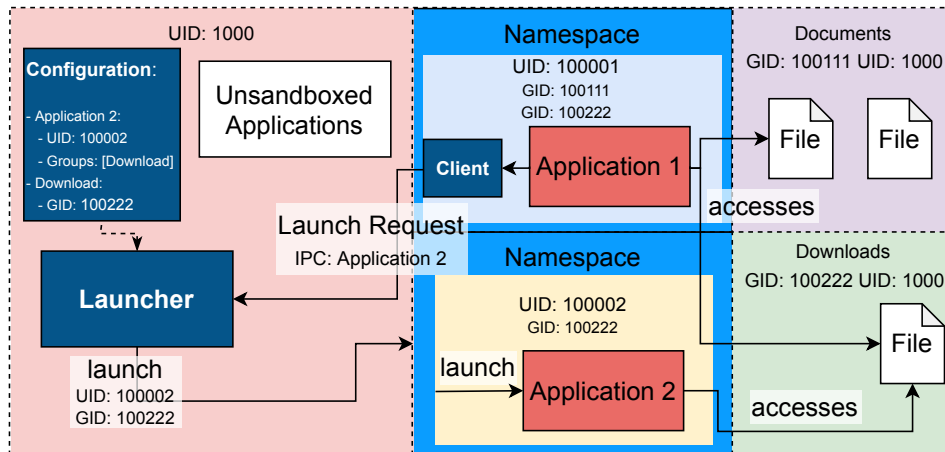 UID: 1000
Configuration:
- Application 2:
- UID: 100002
- Groups: [Download]
- Download:
- GID: 100222
Unsandboxed
Applications
Launcher
launch
UID: 100002
GID: 100222
Namespace
UID: 100001
GID: 100111
GID: 100222
Client
Application 1
Launch Request
IPC: Application 2
Namespace
UID: 100002
GID: 100222
launch
Application 2
Documents
GID: 100111 UID: 1000
File
File
accesses
Downloads
GID: 100222 UID: 1000
File
accesses